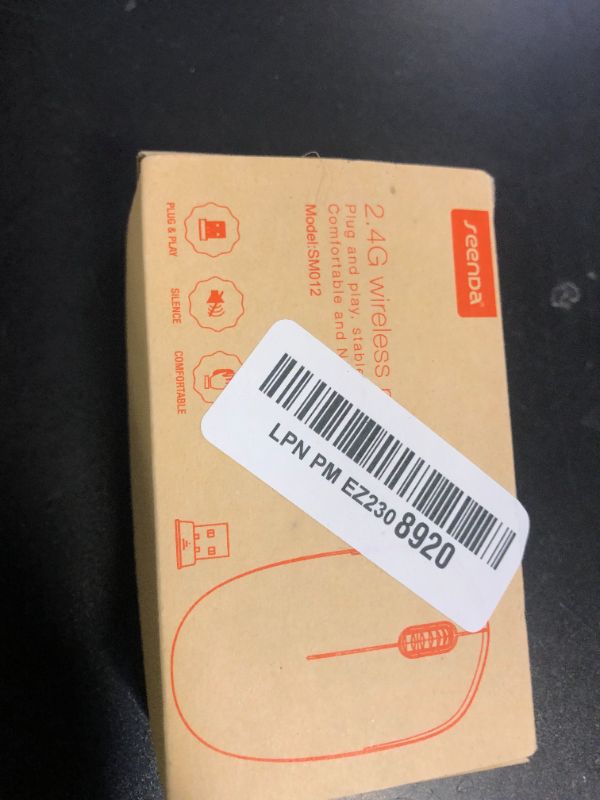 seenda
2.4G wireless
Plug and play, stable
Comfortable and
Model:SM012
PLUG & PLAY
SILENCE
COMFORTABLE
LPN PM EZ230 8920